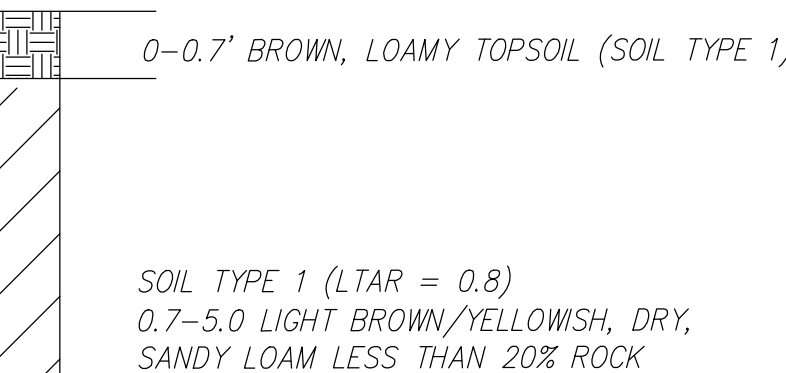 0-0.7' BROWN, LOAMY TOPSOIL (SOIL TYPE 1)
SOIL TYPE 1 (LTAR = 0.8)
0.7-5.0 LIGHT BROWN/YELLOWISH, DRY,
SANDY LOAM LESS THAN 20% ROCK